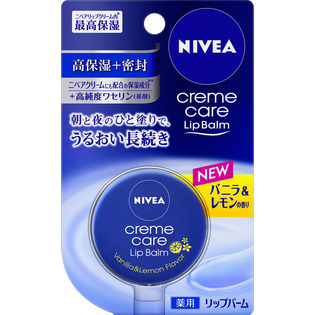 ニベアリップクリーム内
最高保湿
高保湿+密封
ニベアクリームにも配合の保湿成分
+高純度ワセリン(基剤)
朝と夜のひと塗りで、
うるおい長続き
NIVEA
creme
care
Lip Balm
NEW
バニラ&
レモンの香り
NIVEA
creme
care
Lip Balm
Vanilla&Lemon Flavor
薬用 リップバーム